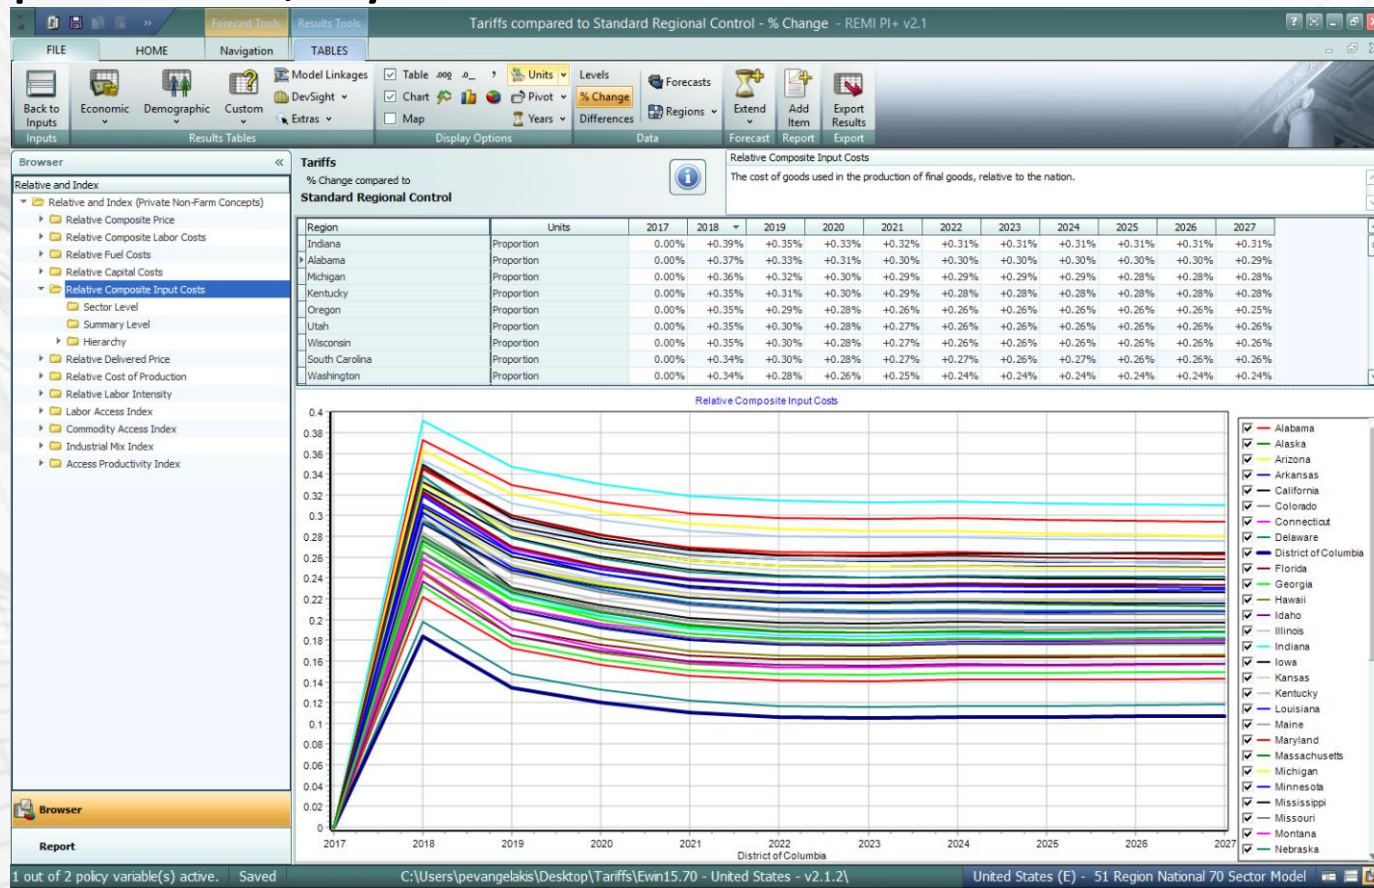 Forecast Tools Results Tools Tariffs compared to Standard Regional Control - % Change - REMI PI+ v2.1
FILE HOME Navigation TABLES
Model Linkages Table .000 .0_ , Units Levels
Forecasts
Back to Inputs Economic Demographic Custom DevSight Chart Pivot % Change Extend Add Item Export Results
Regions
Extras Map Years Differences
Inputs Results Tables Display Options Data Forecast Report Export
Browser «
Relative and Index
Relative and Index (Private Non-Farm Concepts)
Relative Composite Price
Relative Composite Labor Costs
Relative Fuel Costs
Relative Capital Costs
Relative Composite Input Costs
Sector Level
Summary Level
Hierarchy
Relative Delivered Price
Relative Cost of Production
Relative Labor Intensity
Labor Access Index
Commodity Access Index
Industrial Mix Index
Access Productivity Index
Browser
Report
Tariffs
% Change compared to
Standard Regional Control
Relative Composite Input Costs
The cost of goods used in the production of final goods, relative to the nation.
Region Units 2017 2018 2019 2020 2021 2022 2023 2024 2025 2026 2027
Indiana Proportion 0.00% +0.39% +0.35% +0.33% +0.32% +0.31% +0.31% +0.31% +0.31% +0.31% +0.31%
Alabama Proportion 0.00% +0.37% +0.33% +0.31% +0.30% +0.30% +0.30% +0.30% +0.30% +0.30% +0.29%
Michigan Proportion 0.00% +0.36% +0.32% +0.30% +0.29% +0.29% +0.29% +0.29% +0.28% +0.28% +0.28%
Kentucky Proportion 0.00% +0.35% +0.31% +0.30% +0.29% +0.28% +0.28% +0.28% +0.28% +0.28% +0.28%
Oregon Proportion 0.00% +0.35% +0.29% +0.28% +0.26% +0.26% +0.26% +0.26% +0.26% +0.26% +0.25%
Utah Proportion 0.00% +0.35% +0.30% +0.28% +0.27% +0.26% +0.26% +0.26% +0.26% +0.26% +0.26%
Wisconsin Proportion 0.00% +0.35% +0.30% +0.28% +0.27% +0.26% +0.26% +0.26% +0.26% +0.26% +0.26%
South Carolina Proportion 0.00% +0.34% +0.30% +0.28% +0.27% +0.27% +0.26% +0.27% +0.26% +0.26% +0.26%
Washington Proportion 0.00% +0.34% +0.28% +0.26% +0.25% +0.24% +0.24% +0.24% +0.24% +0.24% +0.24%
Relative Composite Input Costs
0.4
0.38
0.36
0.34
0.32
0.3
0.28
0.26
0.24
0.22
0.2
0.18
0.16
0.14
0.12
0.1
0.08
0.06
0.04
0.02
0
2017 2018 2019 2020 2021 2022 2023 2024 2025 2026 2027
District of Columbia
Alabama
Alaska
Arizona
Arkansas
California
Colorado
Connecticut
Delaware
District of Columbia
Florida
Georgia
Hawaii
Idaho
Illinois
Indiana
Iowa
Kansas
Kentucky
Louisiana
Maine
Maryland
Massachusetts
Michigan
Minnesota
Mississippi
Missouri
Montana
Nebraska
1 out of 2 policy variable(s) active. Saved C:\Users\pevangelakis\Desktop\Tariffs\Ewin15.70 - United States - v2.1.2\ United States (E) - 51 Region National 70 Sector Model